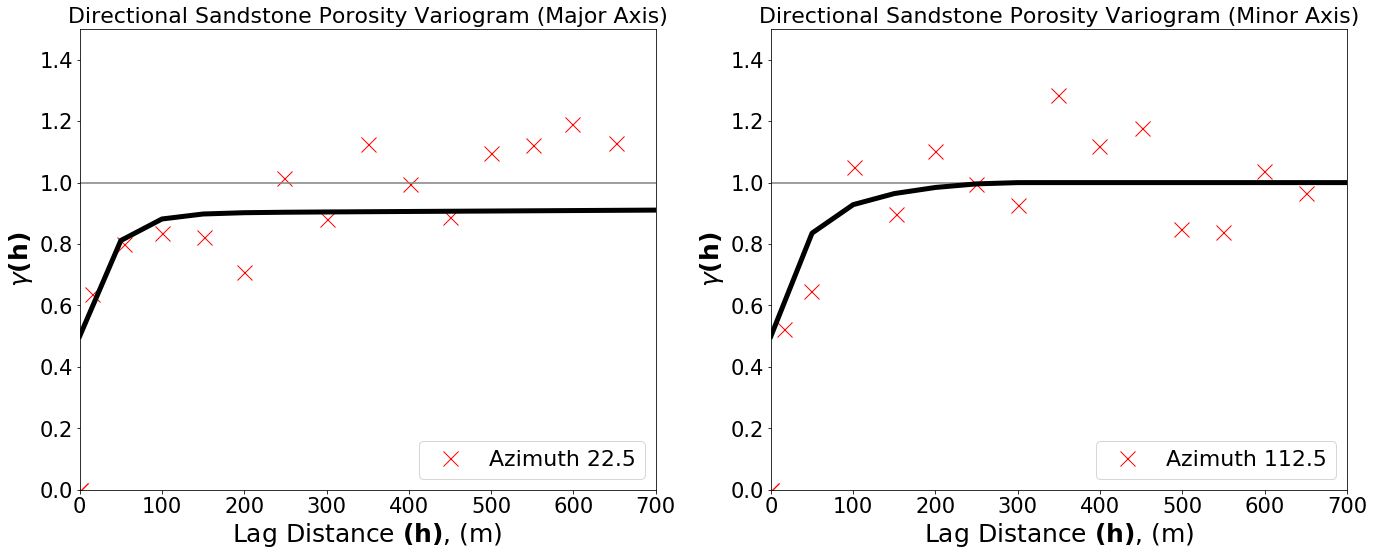 Directional Sandstone Porosity Variogram (Major Axis)
1.4
1.2
1.0
0.8
0.6
0.4
0.2
0.0
γ(h)
0 100 200 300 400 500 600 700
Lag Distance (h), (m)
Azimuth 22.5
Directional Sandstone Porosity Variogram (Minor Axis)
1.4
1.2
1.0
0.8
0.6
0.4
0.2
0.0
γ(h)
0 100 200 300 400 500 600 700
Lag Distance (h), (m)
Azimuth 112.5